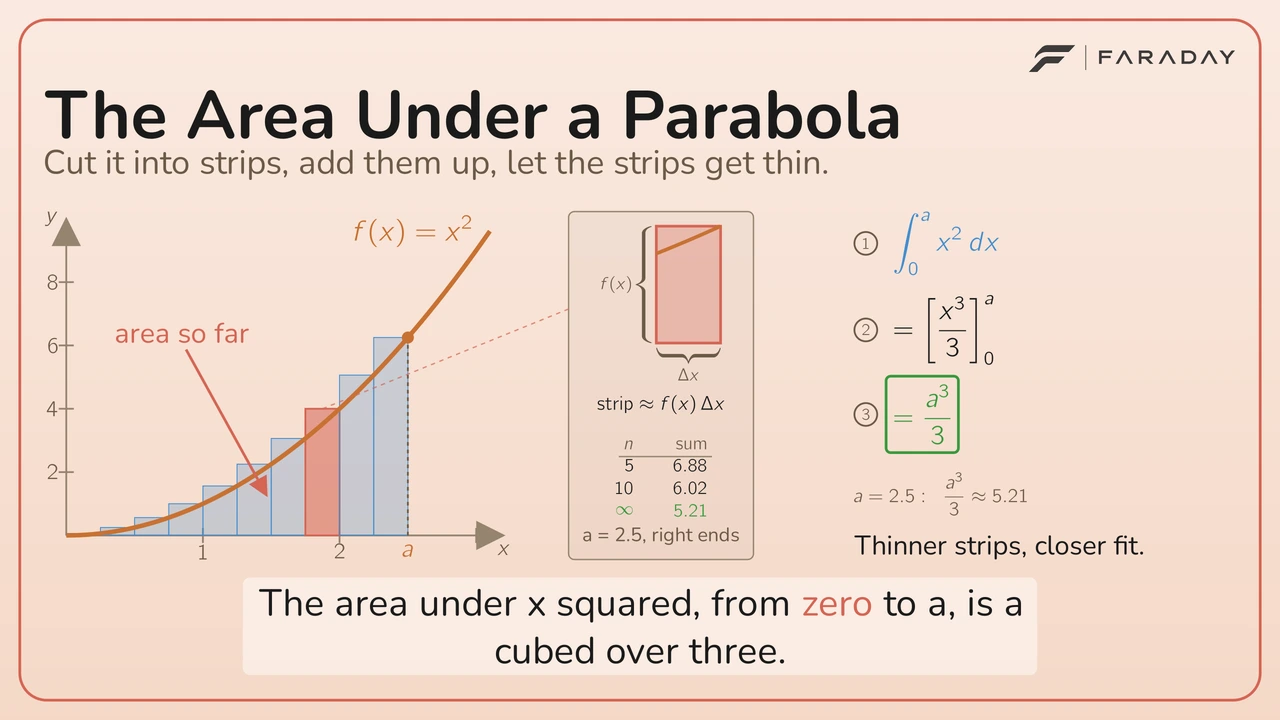 FARADAY
The Area Under a Parabola
Cut it into strips, add them up, let the strips get thin.
y
f(x) = x²
8
6
4
2
area so far
1
2
a
x
f(x)
Δx
strip ≈ f(x) Δx
n sum
5 6.88
10 6.02
∞ 5.21
a = 2.5, right ends
① ∫₀ᵃ x² dx
② = [x³/3]₀ᵃ
③ = a³/3
a = 2.5 : a³/3 ≈ 5.21
Thinner strips, closer fit.
The area under x squared, from zero to a, is a
cubed over three.